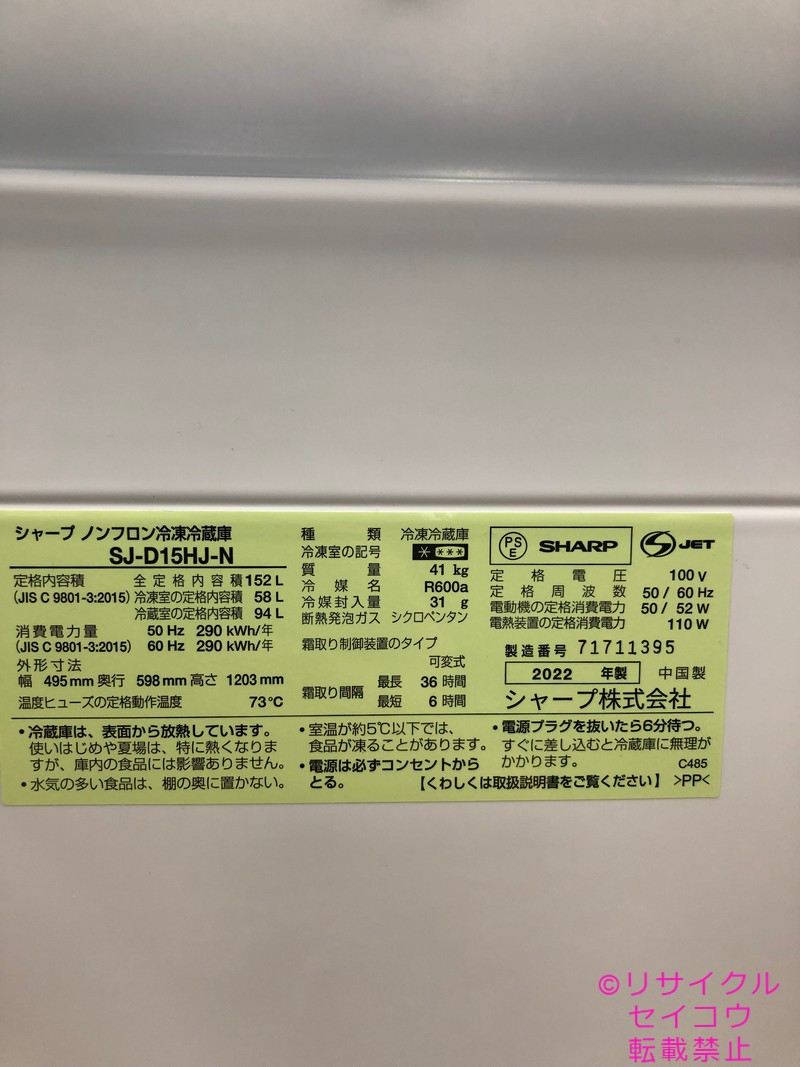 シャープ ノンフロン冷凍冷蔵庫
SJ-D15HJ-N
定格内容積 全定格内容積 152 L
(JIS C 9801-3:2015) 冷凍室の定格内容積 58 L
冷蔵室の定格内容積 94 L
消費電力量 50 Hz 290 kWh/年
(JIS C 9801-3:2015) 60 Hz 290 kWh/年
外形寸法
幅 495 mm 奥行 598 mm 高さ 1203 mm
温度ヒューズの定格動作温度 73℃
種類 冷凍冷蔵庫
冷凍室の記号 * ***
質量 41 kg
冷媒名 R600a
冷媒封入量 31 g
断熱発泡ガス シクロペンタン
霜取り制御装置のタイプ
可変式
霜取り間隔 最長 36 時間
最短 6 時間
PSE SHARP JET
定格電圧 100 V
定格周波数 50 / 60 Hz
電動機の定格消費電力 50 / 52 W
電熱装置の定格消費電力 110 W
製造番号 71711395
2022 年製 中国製
シャープ株式会社
・冷蔵庫は、表面から放熱しています。
使いはじめや夏場は、特に熱くなりま
すが、庫内の食品には影響ありません。
・水気の多い食品は、棚の奥に置かない。
・室温が約5℃以下では、
食品が凍ることがあります。
・電源は必ずコンセントから
とる。
・電源プラグを抜いたら6分待つ。
すぐに差し込むと冷蔵庫に無理が
かかります。 C485
【くわしくは取扱説明書をご覧ください】 >PP<
©リサイクル
セイコウ
転載禁止